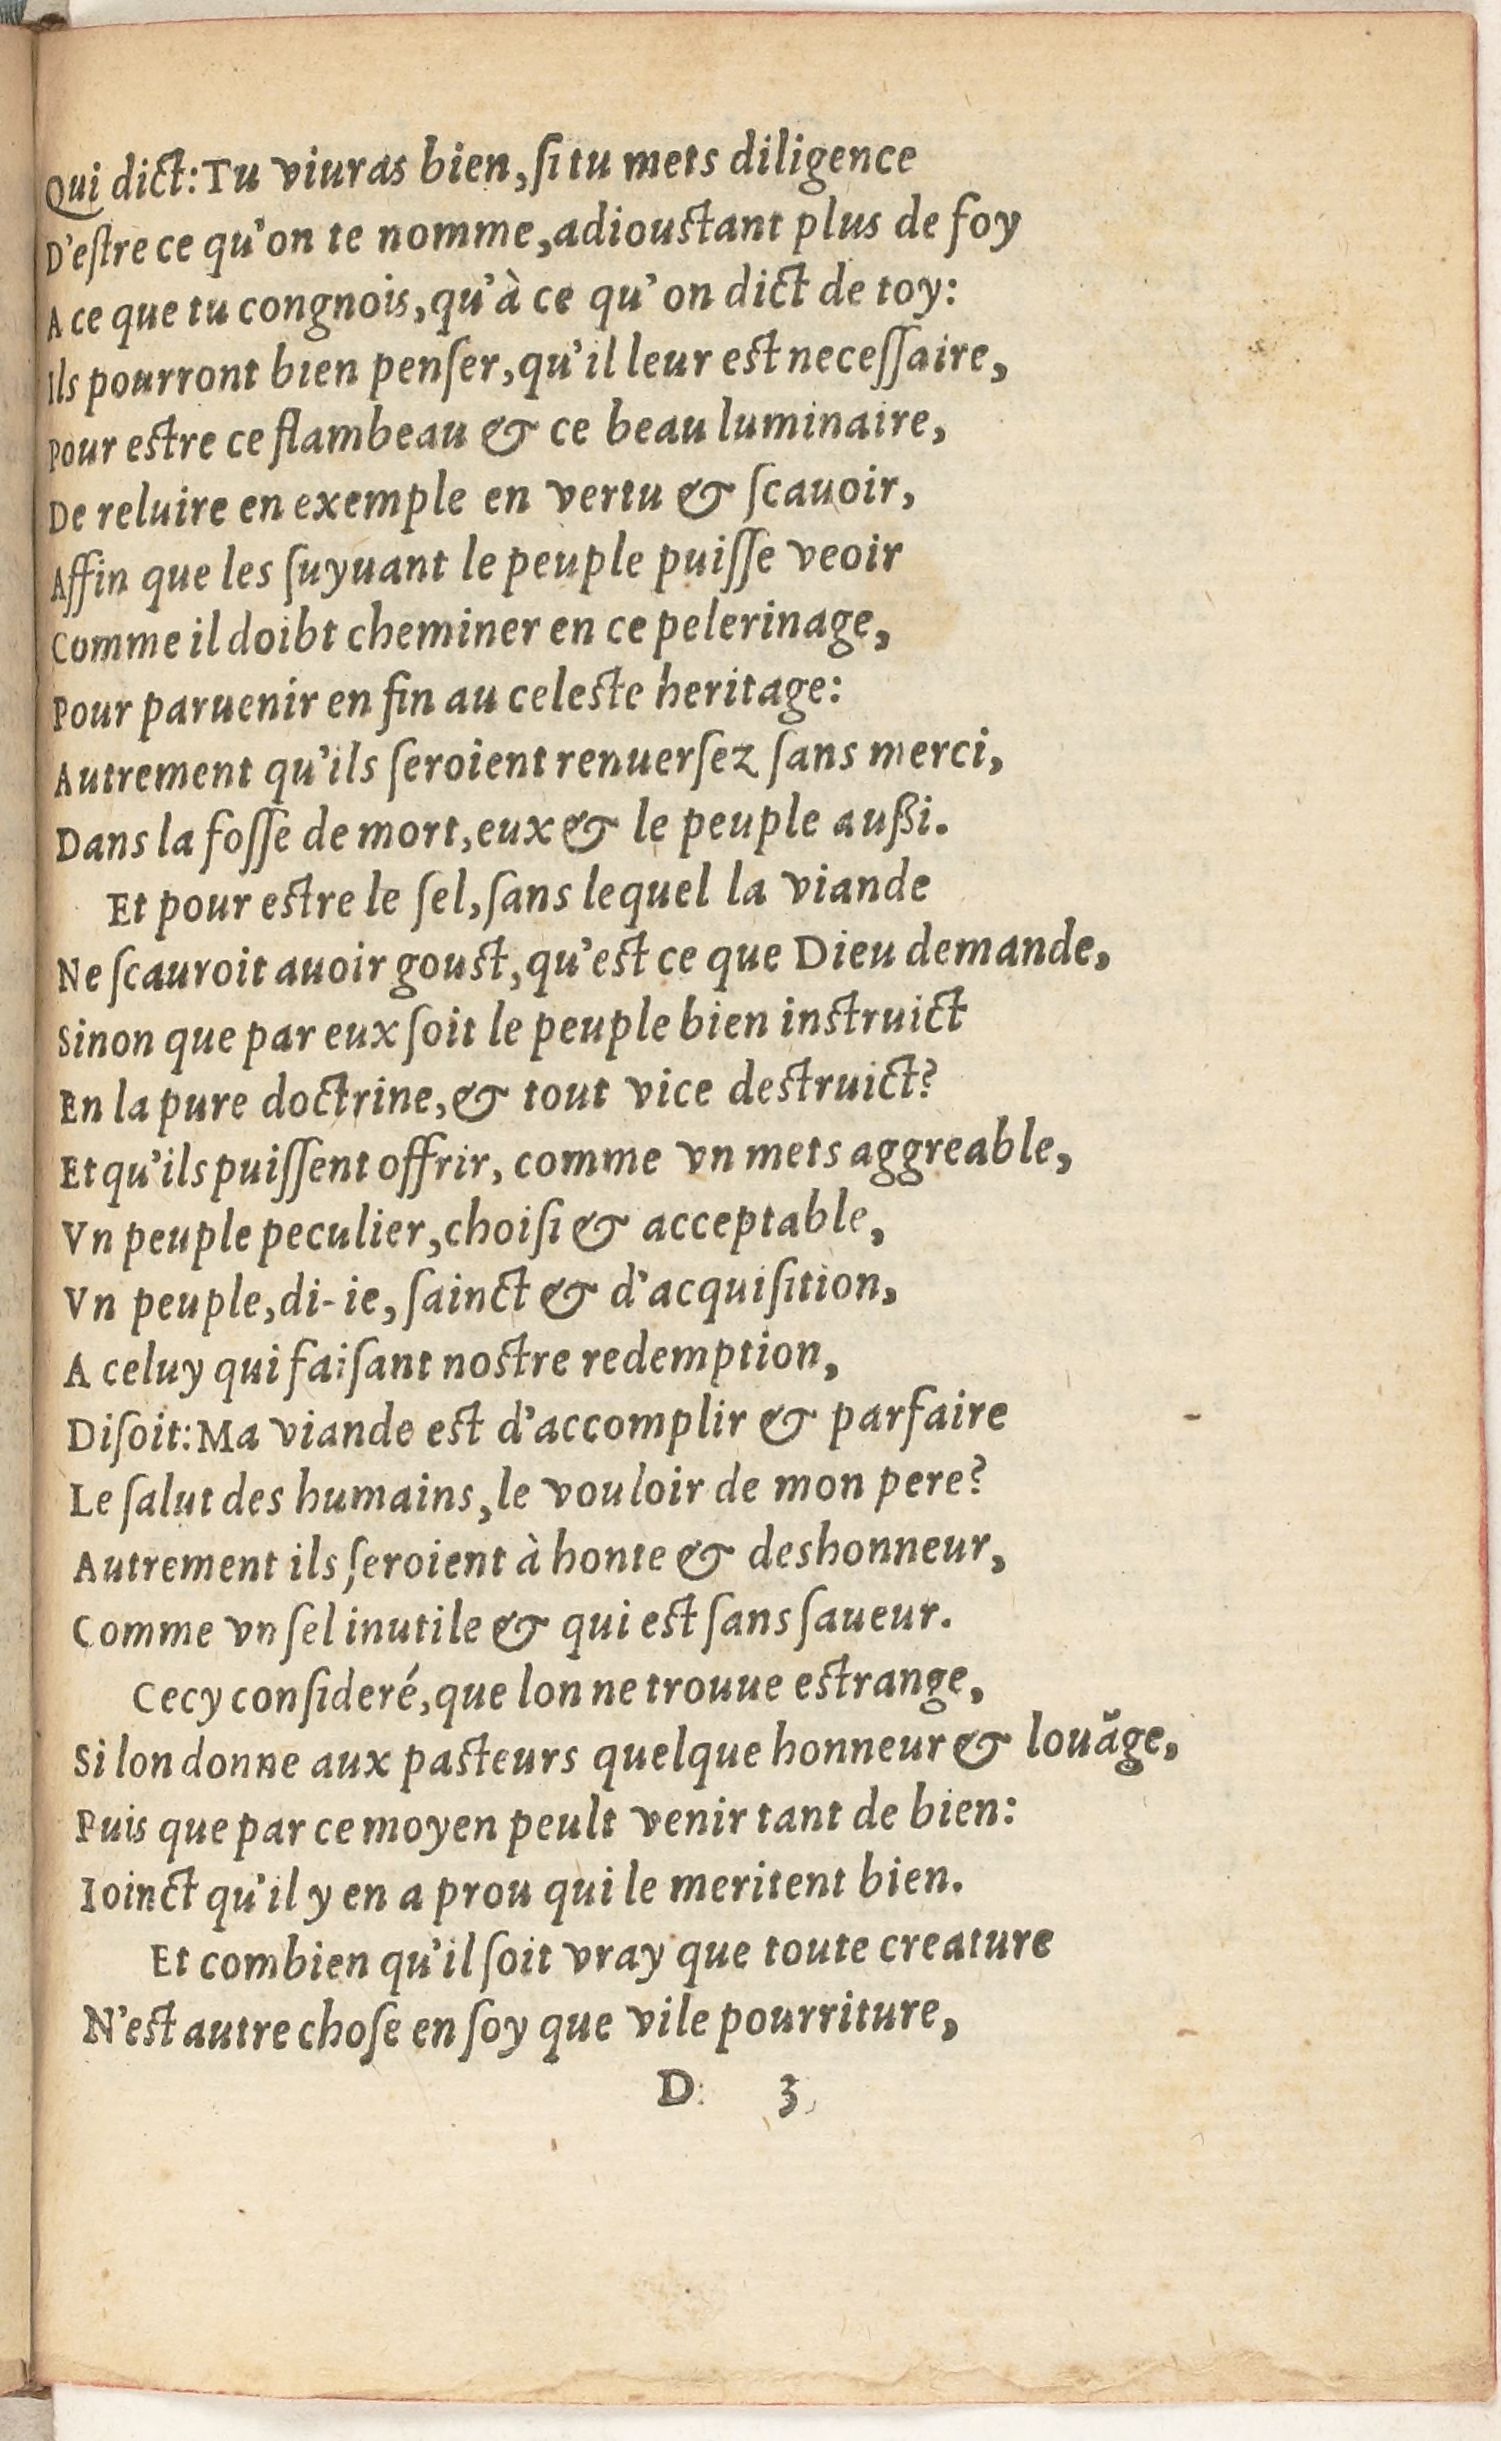 Qui dict: Tu viuras bien, ſi tu mets diligence
D'eſtre ce qu'on te nomme, adiouſtant plus de foy
A ce que tu congnois, qu'à ce qu'on dict de toy:
Ils pourront bien penſer, qu'il leur eſt neceſſaire,
Pour eſtre ce flambeau & ce beau luminaire,
De reluire en exemple en vertu & ſcauoir,
Affin que les ſuyuant le peuple puiſſe veoir
Comme il doibt cheminer en ce pelerinage,
Pour paruenir en fin au celeſte heritage:
Autrement qu'ils ſeroient renuerſez ſans merci,
Dans la foſſe de mort, eux & le peuple außi.
Et pour eſtre le ſel, ſans lequel la viande
Ne ſcauroit auoir gouſt, qu'eſt ce que Dieu demande,
Sinon que par eux ſoit le peuple bien inſtruict
En la pure doctrine, & tout vice deſtruict?
Et qu'ils puiſſent offrir, comme vn mets aggreable,
Vn peuple peculier, choiſi & acceptable,
Vn peuple, di-ie, ſainct & d'acquiſition,
A celuy qui faiſant noſtre redemption,
Diſoit: Ma viande eſt d'accomplir & parfaire
Le ſalut des humains, le vouloir de mon pere?
Autrement ils ſeroient à honte & deshonneur,
Comme vn ſel inutile & qui eſt ſans ſaueur.
Cecy conſideré, que lon ne trouue eſtrange,
Si lon donne aux paſteurs quelque honneur & louãge,
Puis que par ce moyen peult venir tant de bien:
Ioinct qu'il y en a prou qui le meritent bien.
Et combien qu'il ſoit vray que toute creature
N'eſt autre choſe en ſoy que vile pourriture,
D 3